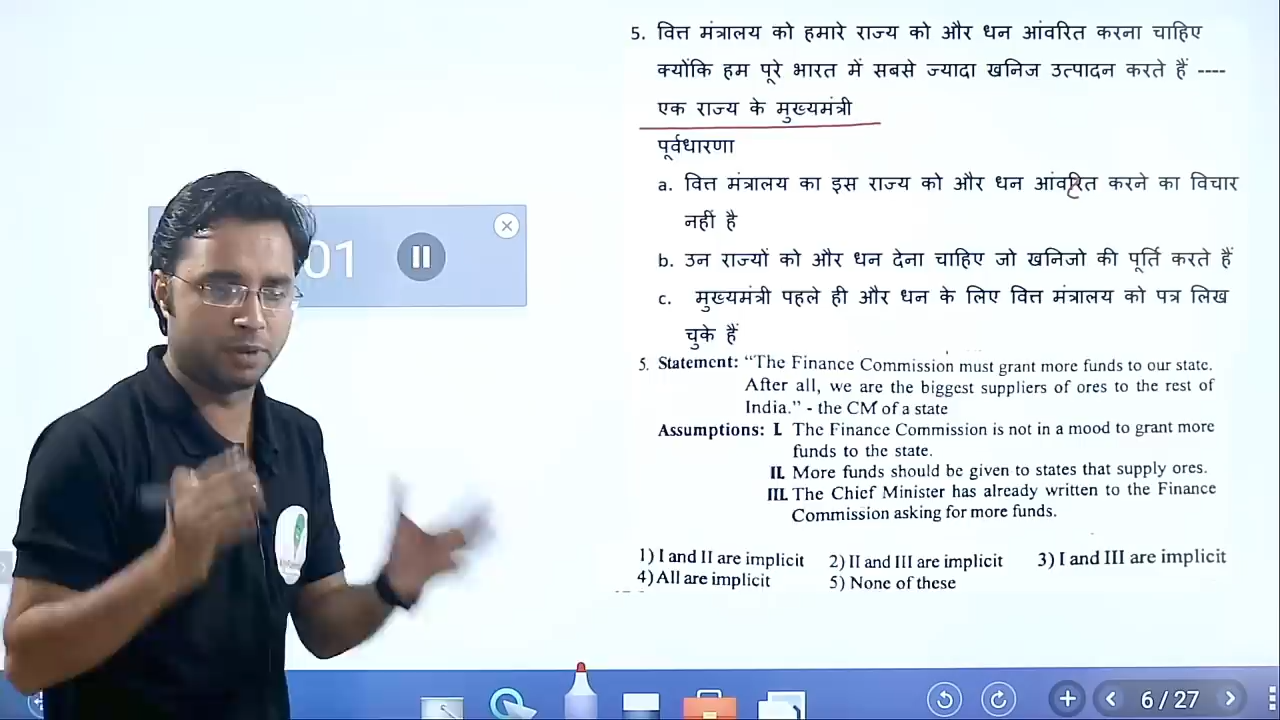 5. वित्त मंत्रालय को हमारे राज्य को और धन आंवरित करना चाहिए
क्योंकि हम पूरे भारत में सबसे ज्यादा खनिज उत्पादन करते हैं ----
एक राज्य के मुख्यमंत्री
पूर्वधारणा
a. वित्त मंत्रालय का इस राज्य को और धन आंवरित करने का विचार
नहीं है
b. उन राज्यों को और धन देना चाहिए जो खनिजो की पूर्ति करते हैं
c. मुख्यमंत्री पहले ही और धन के लिए वित्त मंत्रालय को पत्र लिख
चुके हैं
01
5. Statement: “The Finance Commission must grant more funds to our state.
After all, we are the biggest suppliers of ores to the rest of
India.” - the CM of a state
Assumptions: I. The Finance Commission is not in a mood to grant more
funds to the state.
II. More funds should be given to states that supply ores.
III. The Chief Minister has already written to the Finance
Commission asking for more funds.
1) I and II are implicit 2) II and III are implicit 3) I and III are implicit
4) All are implicit 5) None of these
6 / 27